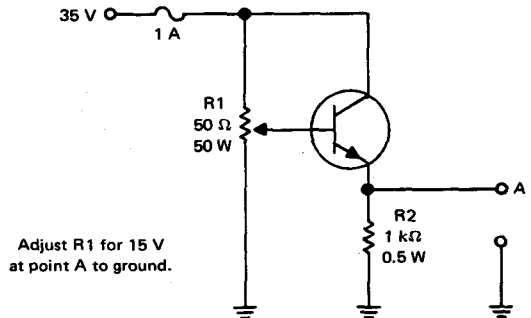 35 V
1 A
R1
50 Ω
50 W
A
R2
1 kΩ
0.5 W
Adjust R1 for 15 V
at point A to ground.